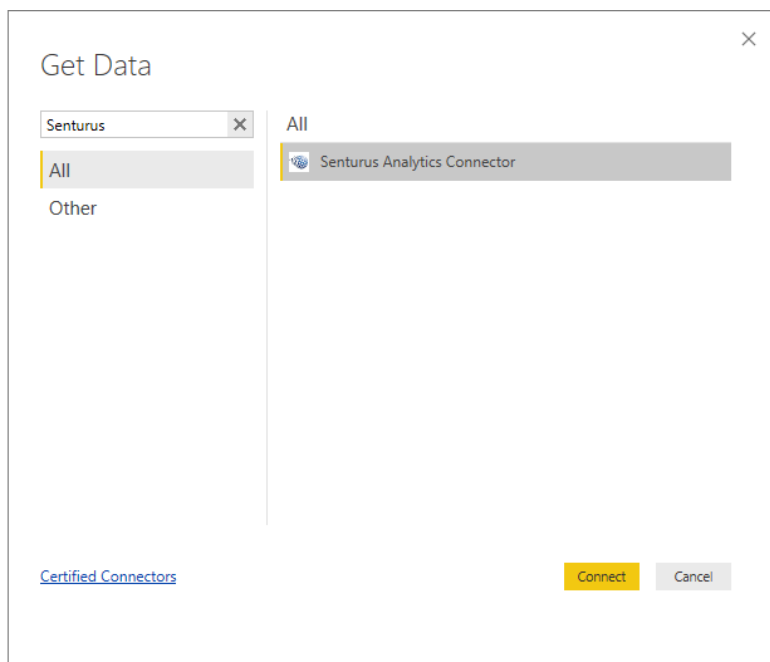 Get Data
Senturus
All
Other
All
Senturus Analytics Connector
Certified Connectors
Connect
Cancel